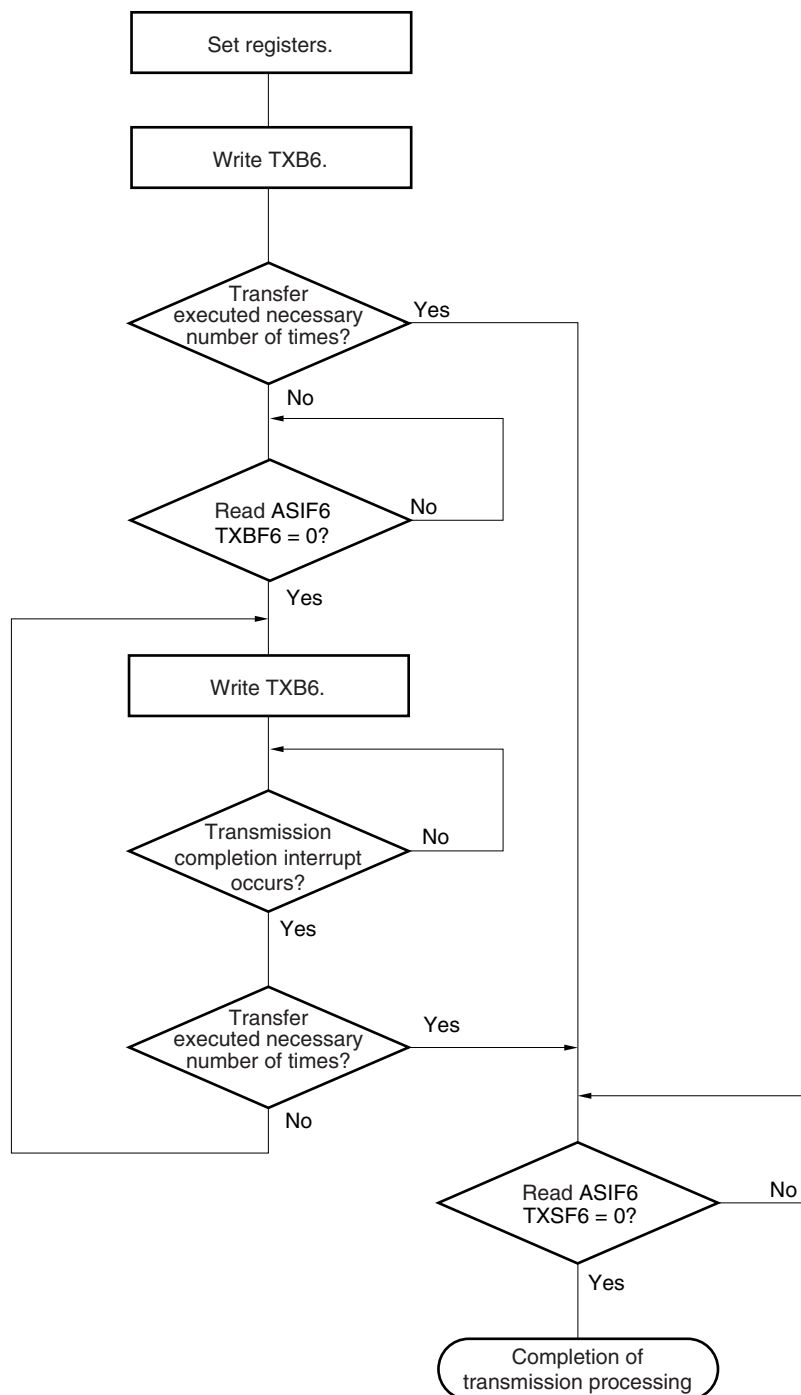 Set registers.
Write TXB6.
Transfer
executed necessary
number of times?
Yes
No
Read ASIF6
TXBF6 = 0?
No
Yes
Write TXB6.
Transmission
completion interrupt
occurs?
No
Yes
Transfer
executed necessary
number of times?
Yes
No
Read ASIF6
TXSF6 = 0?
No
Yes
Completion of
transmission processing